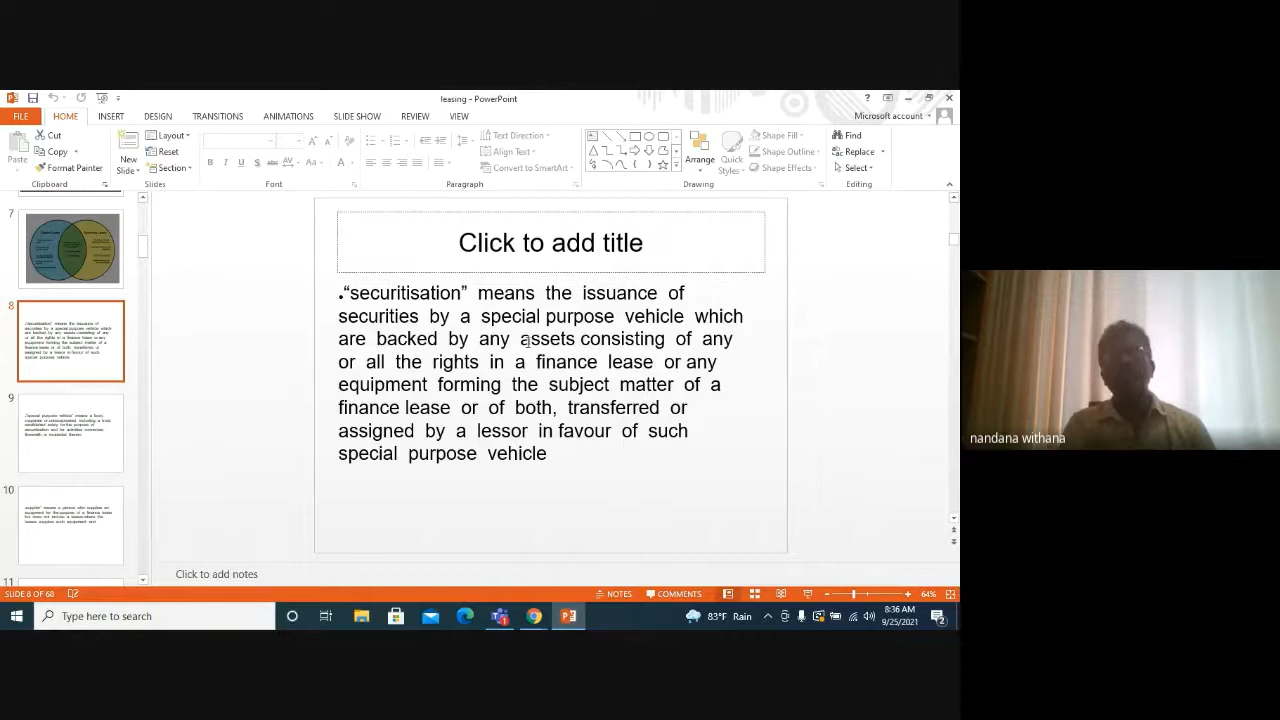 leasing - PowerPoint
FILE HOME INSERT DESIGN TRANSITIONS ANIMATIONS SLIDE SHOW REVIEW VIEW Microsoft account
Paste
Cut
Copy
Format Painter
New Slide
Layout
Reset
Section
Text Direction
Align Text
Convert to SmartArt
Arrange
Quick Styles
Shape Fill
Shape Outline
Shape Effects
Find
Replace
Select
Clipboard Slides Font Paragraph Drawing Editing
7
8
9
10
11
Click to add title
.“securitisation” means the issuance of
securities by a special purpose vehicle which
are backed by any assets consisting of any
or all the rights in a finance lease or any
equipment forming the subject matter of a
finance lease or of both, transferred or
assigned by a lessor in favour of such
special purpose vehicle
nandana withana
Click to add notes
SLIDE 8 OF 68 NOTES COMMENTS 64%
Type here to search 83°F Rain 8:36 AM
9/25/2021